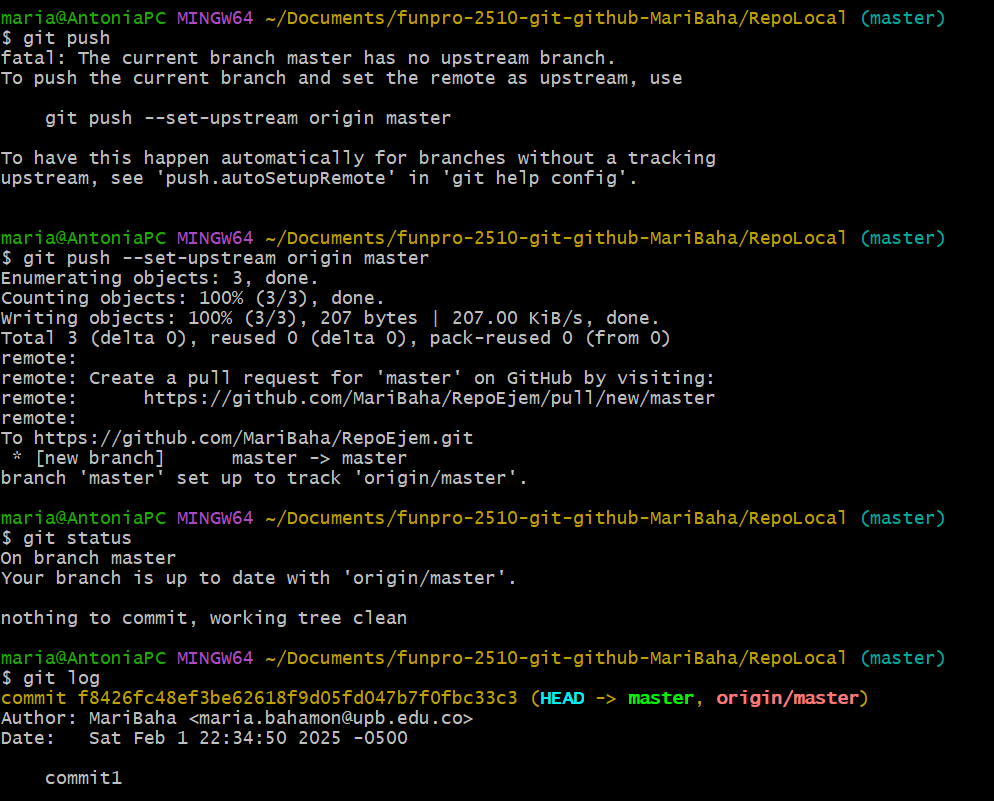 maria@AntoniaPC MINGW64 ~/Documents/funpro-2510-git-github-MariBaha/RepoLocal (master)
$ git push
fatal: The current branch master has no upstream branch.
To push the current branch and set the remote as upstream, use
    git push --set-upstream origin master
To have this happen automatically for branches without a tracking
upstream, see 'push.autoSetupRemote' in 'git help config'.
maria@AntoniaPC MINGW64 ~/Documents/funpro-2510-git-github-MariBaha/RepoLocal (master)
$ git push --set-upstream origin master
Enumerating objects: 3, done.
Counting objects: 100% (3/3), done.
Writing objects: 100% (3/3), 207 bytes | 207.00 KiB/s, done.
Total 3 (delta 0), reused 0 (delta 0), pack-reused 0 (from 0)
remote:
remote: Create a pull request for 'master' on GitHub by visiting:
remote:      https://github.com/MariBaha/RepoEjem/pull/new/master
remote:
To https://github.com/MariBaha/RepoEjem.git
 * [new branch]      master -> master
branch 'master' set up to track 'origin/master'.
maria@AntoniaPC MINGW64 ~/Documents/funpro-2510-git-github-MariBaha/RepoLocal (master)
$ git status
On branch master
Your branch is up to date with 'origin/master'.
nothing to commit, working tree clean
maria@AntoniaPC MINGW64 ~/Documents/funpro-2510-git-github-MariBaha/RepoLocal (master)
$ git log
commit f8426fc48ef3be62618f9d05fd047b7f0fbc33c3 (HEAD -> master, origin/master)
Author: MariBaha <maria.bahamon@upb.edu.co>
Date:   Sat Feb 1 22:34:50 2025 -0500
    commit1